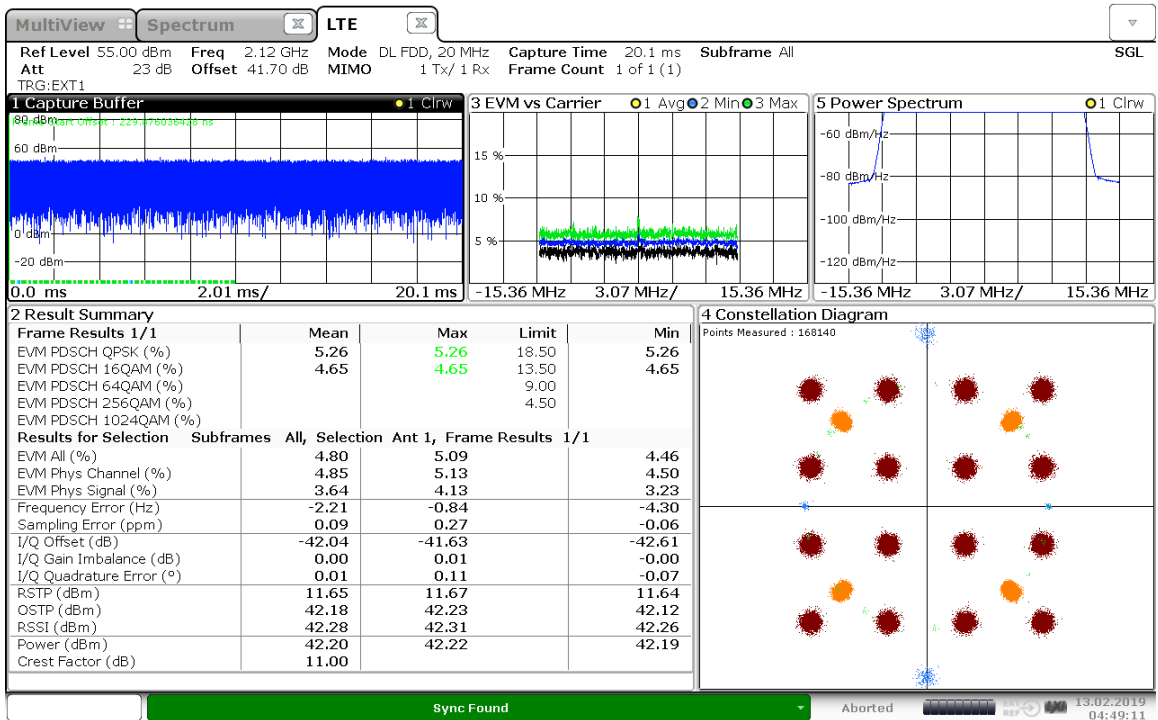 MultiView Spectrum LTE
Ref Level 55.00 dBm Freq 2.12 GHz Mode DL FDD, 20 MHz Capture Time 20.1 ms Subframe All SGL
Att 23 dB Offset 41.70 dB MIMO 1 Tx/ 1 Rx Frame Count 1 of 1 (1)
TRG:EXT1
1 Capture Buffer 1 Clrw
80 dBm
Frame Start Offset : 229.876036428 ns
60 dBm
0 dBm
-20 dBm
0.0 ms 2.01 ms/ 20.1 ms
3 EVM vs Carrier 1 Avg 2 Min 3 Max
15 %
10 %
5 %
-15.36 MHz 3.07 MHz/ 15.36 MHz
5 Power Spectrum 1 Clrw
-60 dBm/Hz
-80 dBm/Hz
-100 dBm/Hz
-120 dBm/Hz
-15.36 MHz 3.07 MHz/ 15.36 MHz
2 Result Summary
Frame Results 1/1 Mean Max Limit Min
EVM PDSCH QPSK (%) 5.26 5.26 18.50 5.26
EVM PDSCH 16QAM (%) 4.65 4.65 13.50 4.65
EVM PDSCH 64QAM (%) 9.00
EVM PDSCH 256QAM (%) 4.50
EVM PDSCH 1024QAM (%)
Results for Selection Subframes All, Selection Ant 1, Frame Results 1/1
EVM All (%) 4.80 5.09 4.46
EVM Phys Channel (%) 4.85 5.13 4.50
EVM Phys Signal (%) 3.64 4.13 3.23
Frequency Error (Hz) -2.21 -0.84 -4.30
Sampling Error (ppm) 0.09 0.27 -0.06
I/Q Offset (dB) -42.04 -41.63 -42.61
I/Q Gain Imbalance (dB) 0.00 0.01 -0.00
I/Q Quadrature Error (°) 0.01 0.11 -0.07
RSTP (dBm) 11.65 11.67 11.64
OSTP (dBm) 42.18 42.23 42.12
RSSI (dBm) 42.28 42.31 42.26
Power (dBm) 42.20 42.22 42.19
Crest Factor (dB) 11.00
4 Constellation Diagram
Points Measured : 168140
Sync Found
Aborted
EXT
REF
13.02.2019
04:49:11